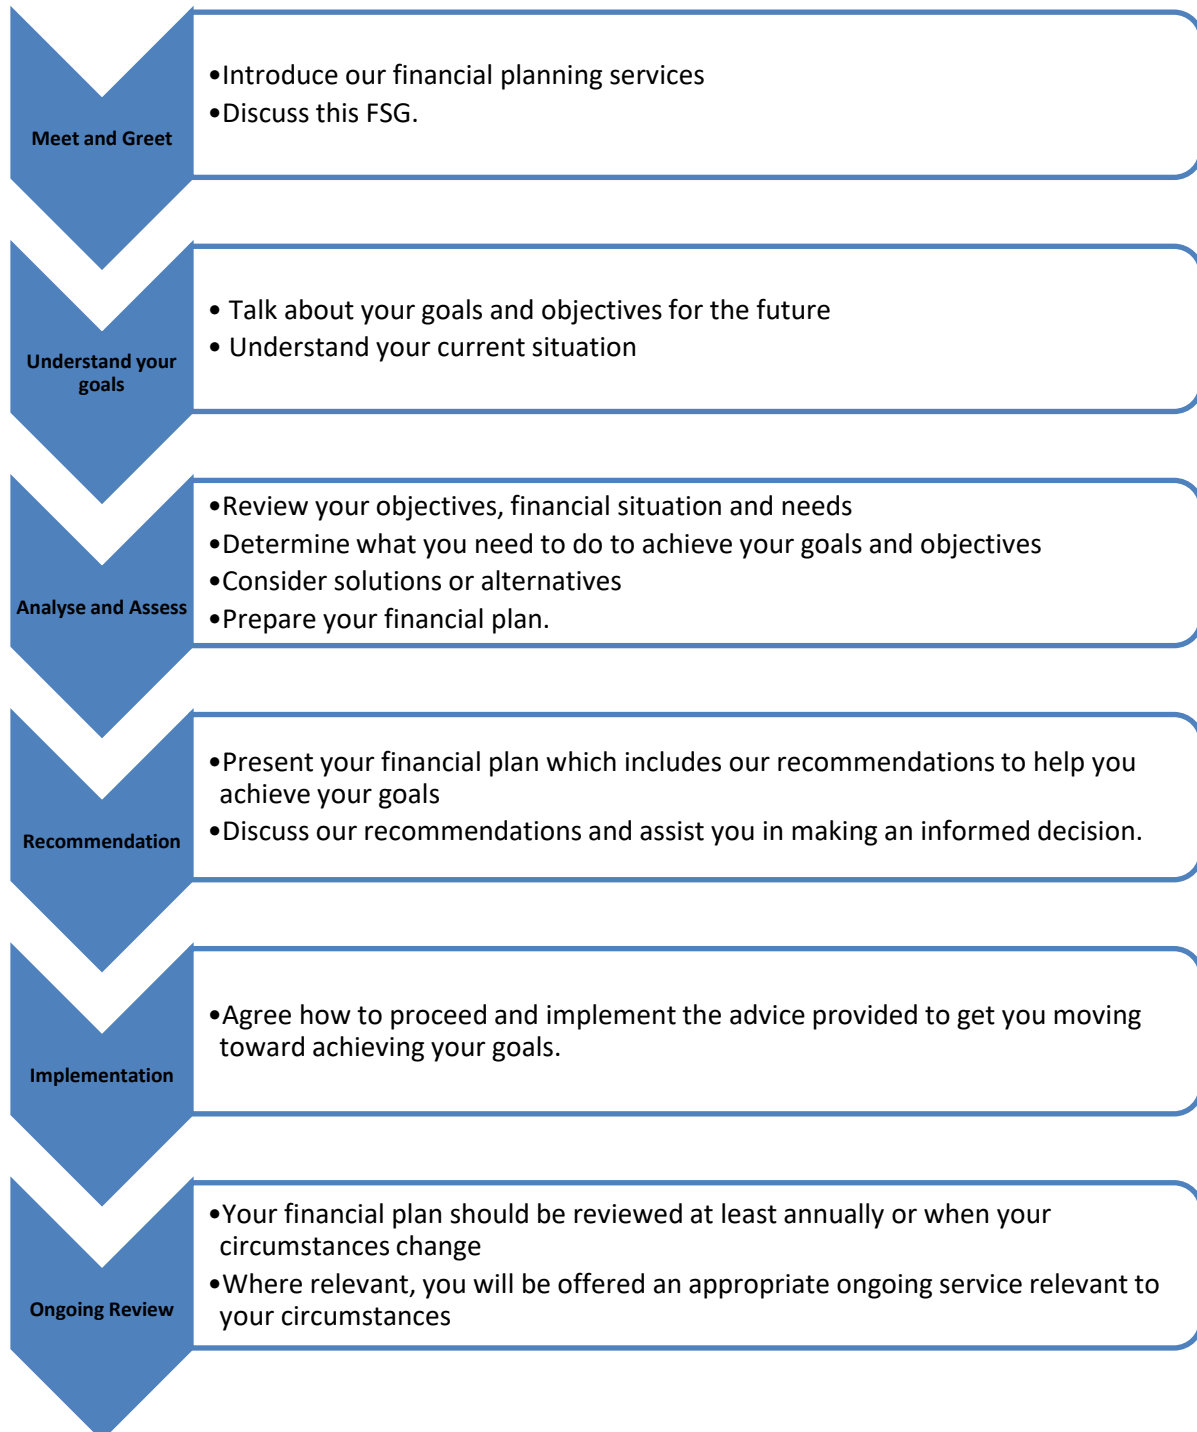 Meet and Greet
•Introduce our financial planning services
•Discuss this FSG.
Understand your
goals
• Talk about your goals and objectives for the future
• Understand your current situation
Analyse and Assess
•Review your objectives, financial situation and needs
•Determine what you need to do to achieve your goals and objectives
•Consider solutions or alternatives
•Prepare your financial plan.
Recommendation
•Present your financial plan which includes our recommendations to help you
achieve your goals
•Discuss our recommendations and assist you in making an informed decision.
Implementation
•Agree how to proceed and implement the advice provided to get you moving
toward achieving your goals.
Ongoing Review
•Your financial plan should be reviewed at least annually or when your
circumstances change
•Where relevant, you will be offered an appropriate ongoing service relevant to
your circumstances